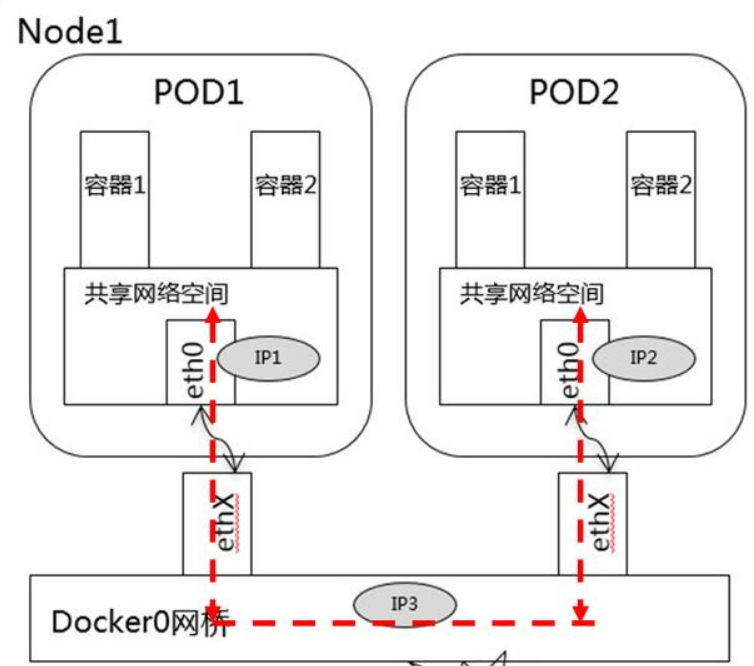 Node1
POD1
POD2
容器1
容器2
容器1
容器2
共享网络空间
共享网络空间
eth0
IP1
eth0
IP2
ethX
ethX
Docker0网桥
IP3